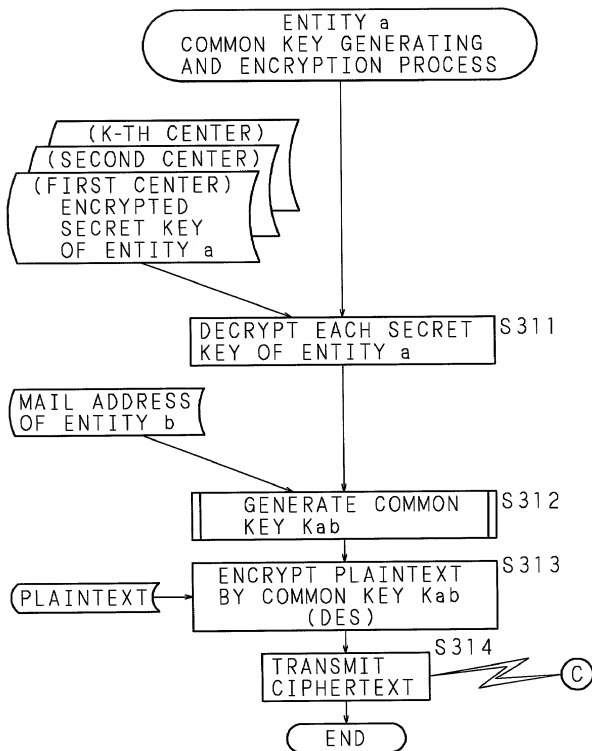 ENTITY a
COMMON KEY GENERATING
AND ENCRYPTION PROCESS
(K-TH CENTER)
(SECOND CENTER)
(FIRST CENTER)
ENCRYPTED
SECRET KEY
OF ENTITY a
DECRYPT EACH SECRET
KEY OF ENTITY a
S311
MAIL ADDRESS
OF ENTITY b
GENERATE COMMON
KEY Kab
S312
ENCRYPT PLAINTEXT
BY COMMON KEY Kab
(DES)
S313
PLAINTEXT
TRANSMIT
CIPHERTEXT
S314
C
END